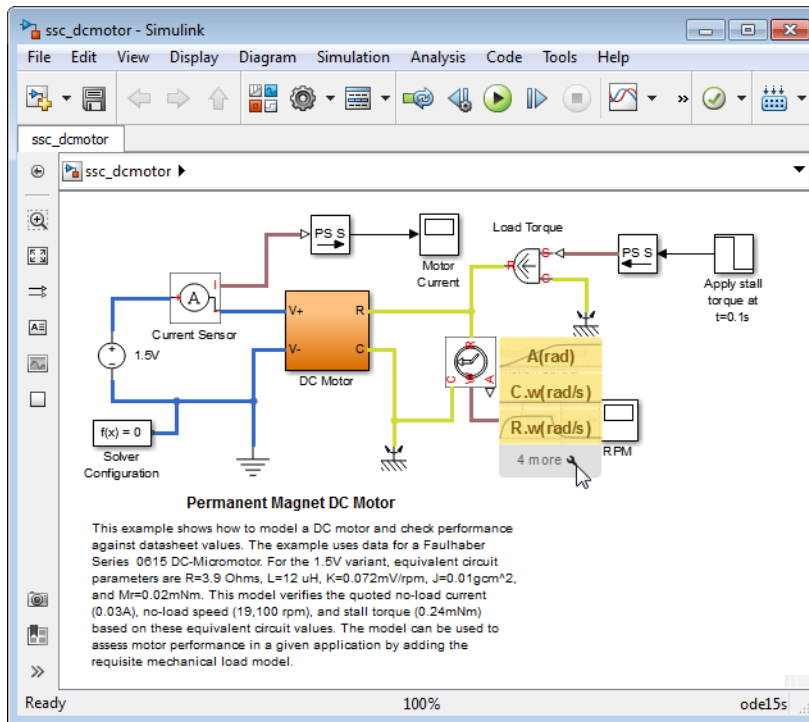 ssc_dcmotor - Simulink
File Edit View Display Diagram Simulation Analysis Code Tools Help
»
ssc_dcmotor
ssc_dcmotor
Load Torque
PS S
PS S
S
R
C
Motor
Current
Apply stall
torque at
t=0.1s
I
A
Current Sensor
V+ R
V- C
DC Motor
1.5V
R
C W A
A(rad)
C.w(rad/s)
R.w(rad/s)
4 more
RPM
f(x) = 0
Solver
Configuration
Permanent Magnet DC Motor
This example shows how to model a DC motor and check performance
against datasheet values. The example uses data for a Faulhaber
Series 0615 DC-Micromotor. For the 1.5V variant, equivalent circuit
parameters are R=3.9 Ohms, L=12 uH, K=0.072mV/rpm, J=0.01gcm^2,
and Mr=0.02mNm. This model verifies the quoted no-load current
(0.03A), no-load speed (19,100 rpm), and stall torque (0.24mNm)
based on these equivalent circuit values. The model can be used to
assess motor performance in a given application by adding the
requisite mechanical load model.
Ready 100% ode15s